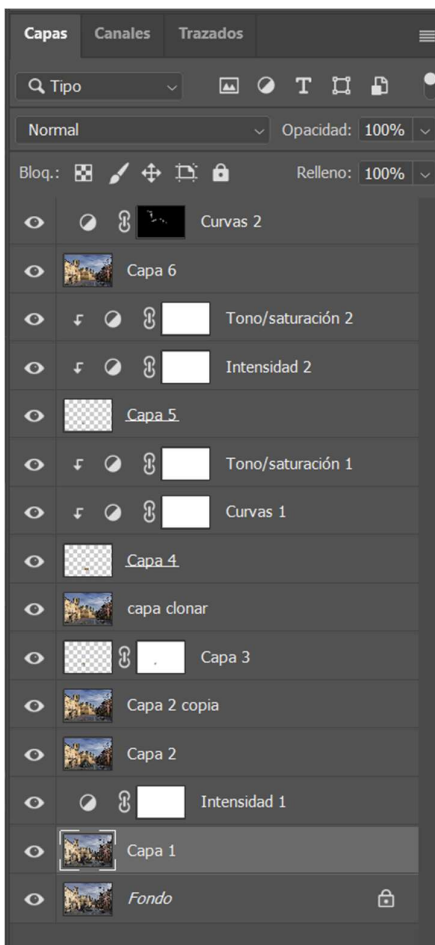 Capas Canales Trazados
Tipo
Normal Opacidad: 100%
Bloq.: Relleno: 100%
Curvas 2
Capa 6
Tono/saturación 2
Intensidad 2
Capa 5
Tono/saturación 1
Curvas 1
Capa 4
capa clonar
Capa 3
Capa 2 copia
Capa 2
Intensidad 1
Capa 1
Fondo